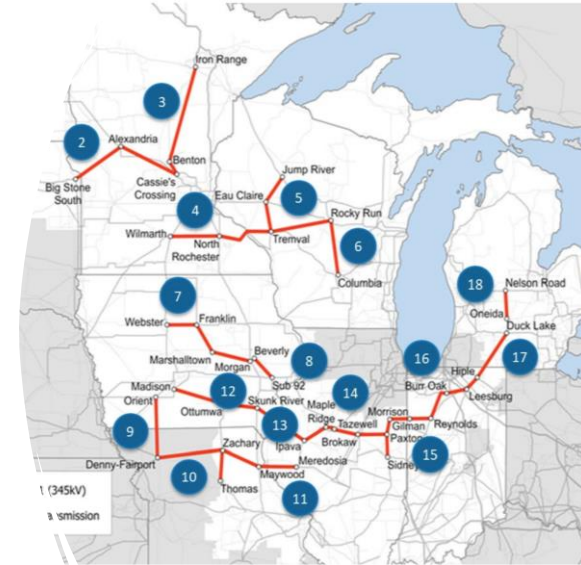 Iron Range
3
2
Alexandria
Benton
Big Stone
South
Cassie's
Crossing
Jump River
5
Eau Claire
4
Rocky Run
Wilmarth
North
Rochester
Tremval
6
Columbia
18
Nelson Road
Oneida
Duck Lake
7
Webster
Franklin
Marshalltown
Morgan
Beverly
8
Sub 92
16
17
Hiple
Burr Oak
Leesburg
Madison
Orient
12
Skunk River
Ottumwa
14
Maple
Ridge
13
Ipava
Tazewell
Brokaw
Morrison
Gilman
Paxton
Reynolds
Sidney
15
9
Denny-Fairport
Zachary
Meredosia
Maywood
10
Thomas
11
(345kV)